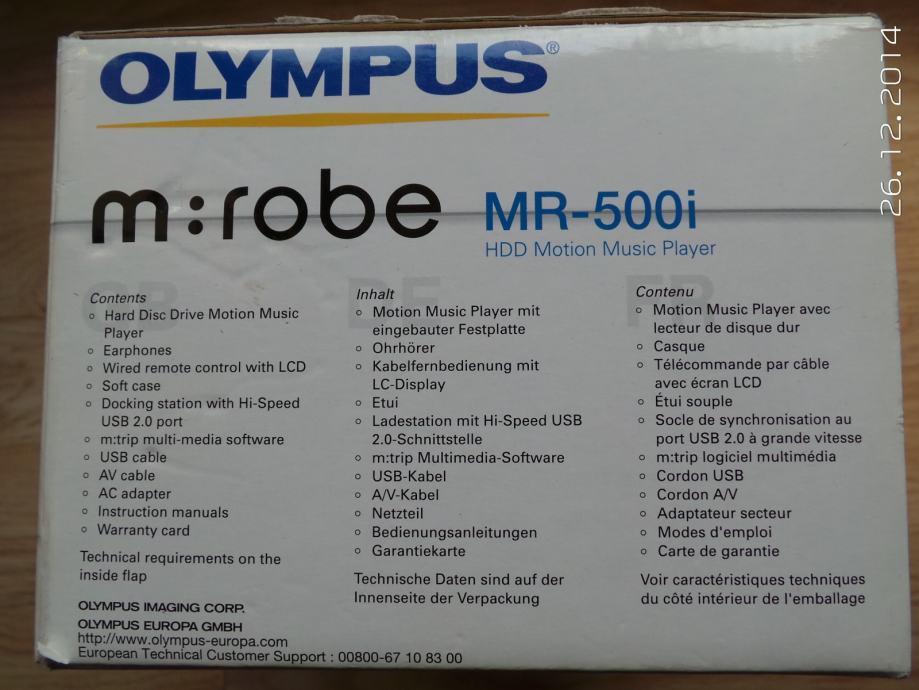 OLYMPUS®
m:robe MR-500i
HDD Motion Music Player
GB
Contents
◦ Hard Disc Drive Motion Music
Player
◦ Earphones
◦ Wired remote control with LCD
◦ Soft case
◦ Docking station with Hi-Speed
USB 2.0 port
◦ m:trip multi-media software
◦ USB cable
◦ AV cable
◦ AC adapter
◦ Instruction manuals
◦ Warranty card
Technical requirements on the
inside flap
DE
Inhalt
◦ Motion Music Player mit
eingebauter Festplatte
◦ Ohrhörer
◦ Kabelfernbedienung mit
LC-Display
◦ Etui
◦ Ladestation mit Hi-Speed USB
2.0-Schnittstelle
◦ m:trip Multimedia-Software
◦ USB-Kabel
◦ A/V-Kabel
◦ Netzteil
◦ Bedienungsanleitungen
◦ Garantiekarte
Technische Daten sind auf der
Innenseite der Verpackung
FR
Contenu
◦ Motion Music Player avec
lecteur de disque dur
◦ Casque
◦ Télécommande par câble
avec écran LCD
◦ Étui souple
◦ Socle de synchronisation au
port USB 2.0 à grande vitesse
◦ m:trip logiciel multimédia
◦ Cordon USB
◦ Cordon A/V
◦ Adaptateur secteur
◦ Modes d'emploi
◦ Carte de garantie
Voir caractéristiques techniques
du côté intérieur de l'emballage
OLYMPUS IMAGING CORP.
OLYMPUS EUROPA GMBH
http://www.olympus-europa.com
European Technical Customer Support : 00800-67 10 83 00
26.12.2014